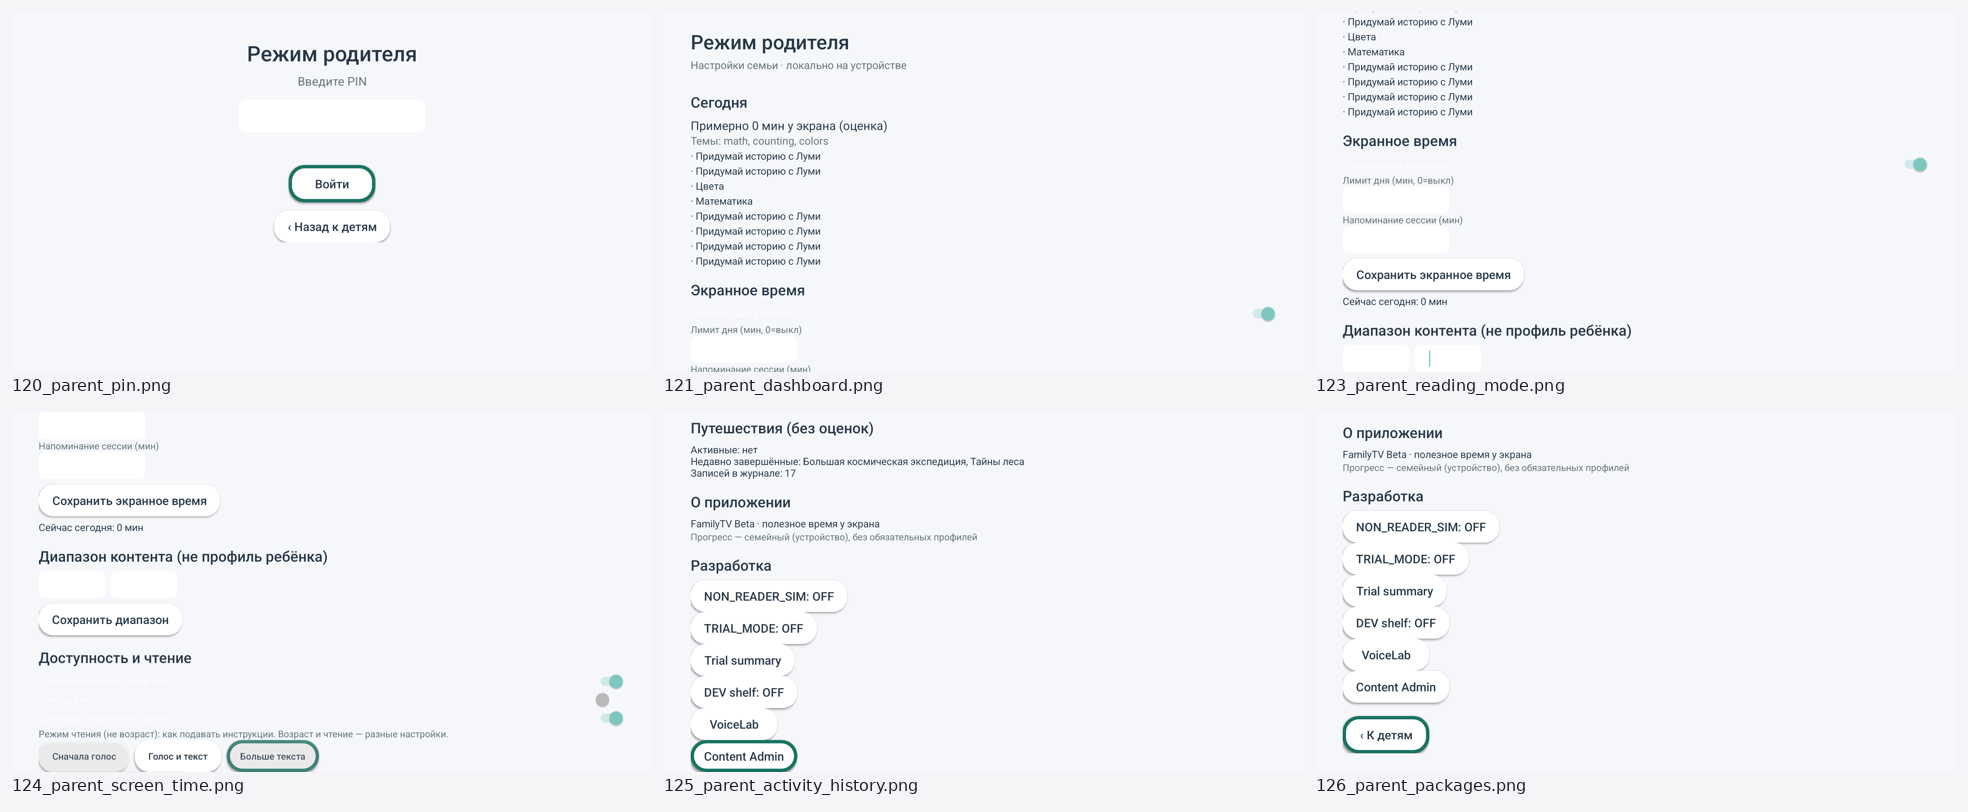 Режим родителя
Введите PIN
Войти
‹ Назад к детям
120_parent_pin.png
Режим родителя
Настройки семьи · локально на устройстве
Сегодня
Примерно 0 мин у экрана (оценка)
Темы: math, counting, colors
· Придумай историю с Луми
· Придумай историю с Луми
· Цвета
· Математика
· Придумай историю с Луми
· Придумай историю с Луми
· Придумай историю с Луми
· Придумай историю с Луми
Экранное время
Лимит дня (мин, 0=выкл)
Напоминание сессии (мин)
121_parent_dashboard.png
· Придумай историю с Луми
· Цвета
· Математика
· Придумай историю с Луми
· Придумай историю с Луми
· Придумай историю с Луми
· Придумай историю с Луми
Экранное время
Лимит дня (мин, 0=выкл)
Напоминание сессии (мин)
Сохранить экранное время
Сейчас сегодня: 0 мин
Диапазон контента (не профиль ребёнка)
123_parent_reading_mode.png
Напоминание сессии (мин)
Сохранить экранное время
Сейчас сегодня: 0 мин
Диапазон контента (не профиль ребёнка)
Сохранить диапазон
Доступность и чтение
Режим чтения (не возраст): как подавать инструкции. Возраст и чтение — разные настройки.
Сначала голос
Голос и текст
Больше текста
124_parent_screen_time.png
Путешествия (без оценок)
Активные: нет
Недавно завершённые: Большая космическая экспедиция, Тайны леса
Записей в журнале: 17
О приложении
FamilyTV Beta · полезное время у экрана
Прогресс — семейный (устройство), без обязательных профилей
Разработка
NON_READER_SIM: OFF
TRIAL_MODE: OFF
Trial summary
DEV shelf: OFF
VoiceLab
Content Admin
125_parent_activity_history.png
О приложении
FamilyTV Beta · полезное время у экрана
Прогресс — семейный (устройство), без обязательных профилей
Разработка
NON_READER_SIM: OFF
TRIAL_MODE: OFF
Trial summary
DEV shelf: OFF
VoiceLab
Content Admin
‹ К детям
126_parent_packages.png